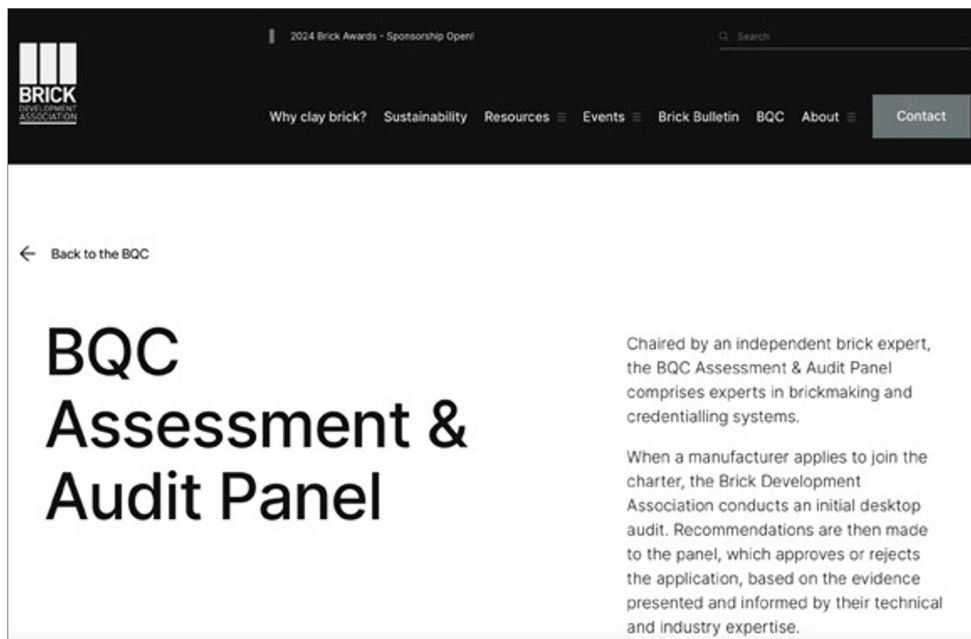 2024 Brick Awards - Sponsorship Open!
Search
BRICK
DEVELOPMENT
ASSOCIATION
Why clay brick? Sustainability Resources Events Brick Bulletin BQC About Contact
Back to the BQC
BQC
Assessment &
Audit Panel
Chaired by an independent brick expert,
the BQC Assessment & Audit Panel
comprises experts in brickmaking and
credentialling systems.
When a manufacturer applies to join the
charter, the Brick Development
Association conducts an initial desktop
audit. Recommendations are then made
to the panel, which approves or rejects
the application, based on the evidence
presented and informed by their technical
and industry expertise.